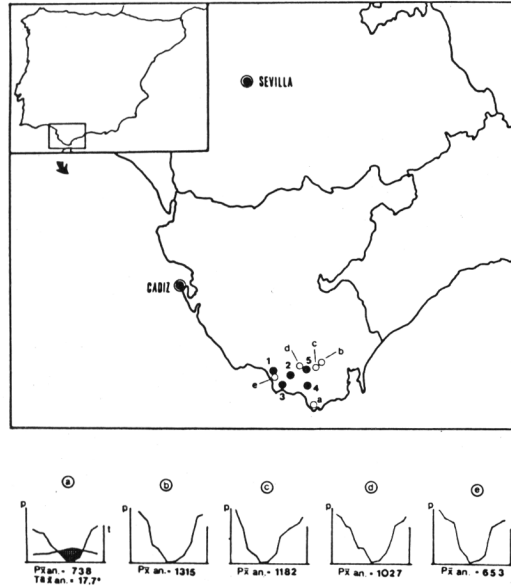 SEVILLA
CADIZ
d
c
b
1
2
5
e
3
4
a
a
b
c
d
e
P
t
P
P
P
P
Px̄ an.- 738
Tª x̄ an.- 17,7°
Px̄ an.- 1315
Px̄ an.- 1182
Px̄ an.- 1027
Px̄ an.- 653